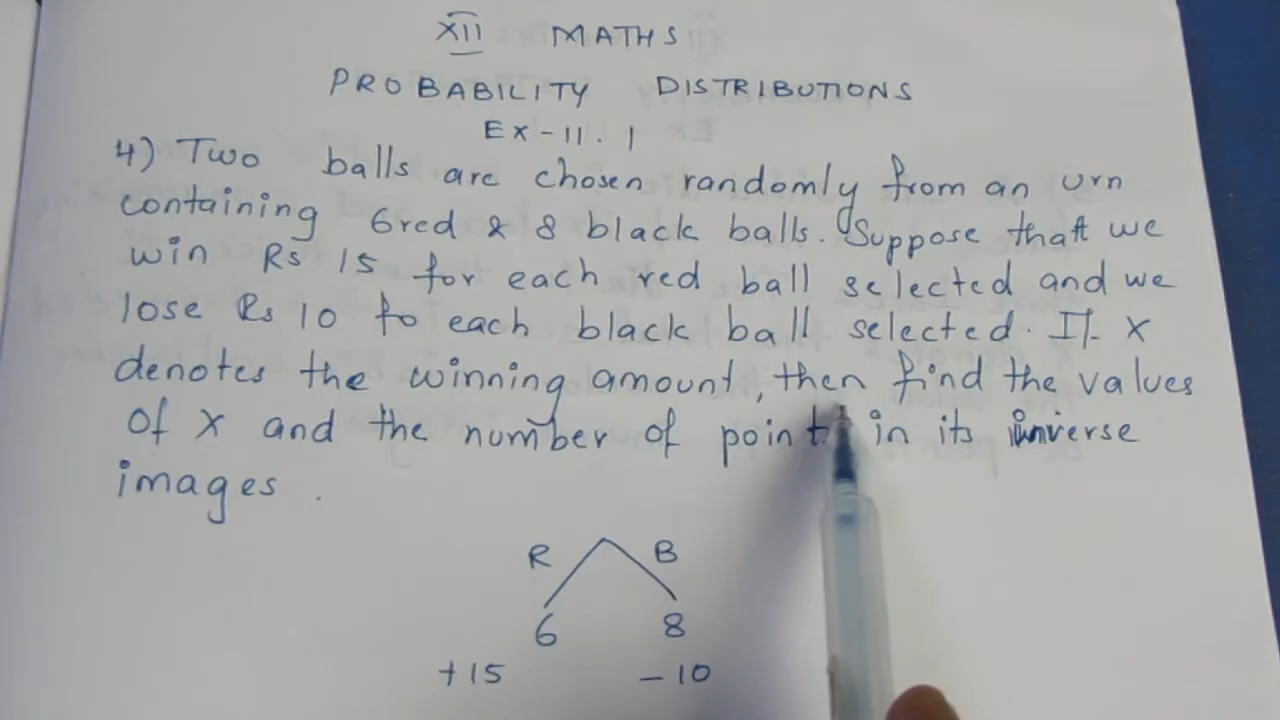 XII MATHS
PROBABILITY DISTRIBUTIONS
Ex-11.1
4) Two balls are chosen randomly from an urn
containing 6 red & 8 black balls. Suppose that we
win Rs 15 for each red ball selected and we
lose Rs 10 fo each black ball selected. If X
denotes the winning amount, then find the values
of X and the number of point in its inverse
images.
R B
6 8
+15 -10